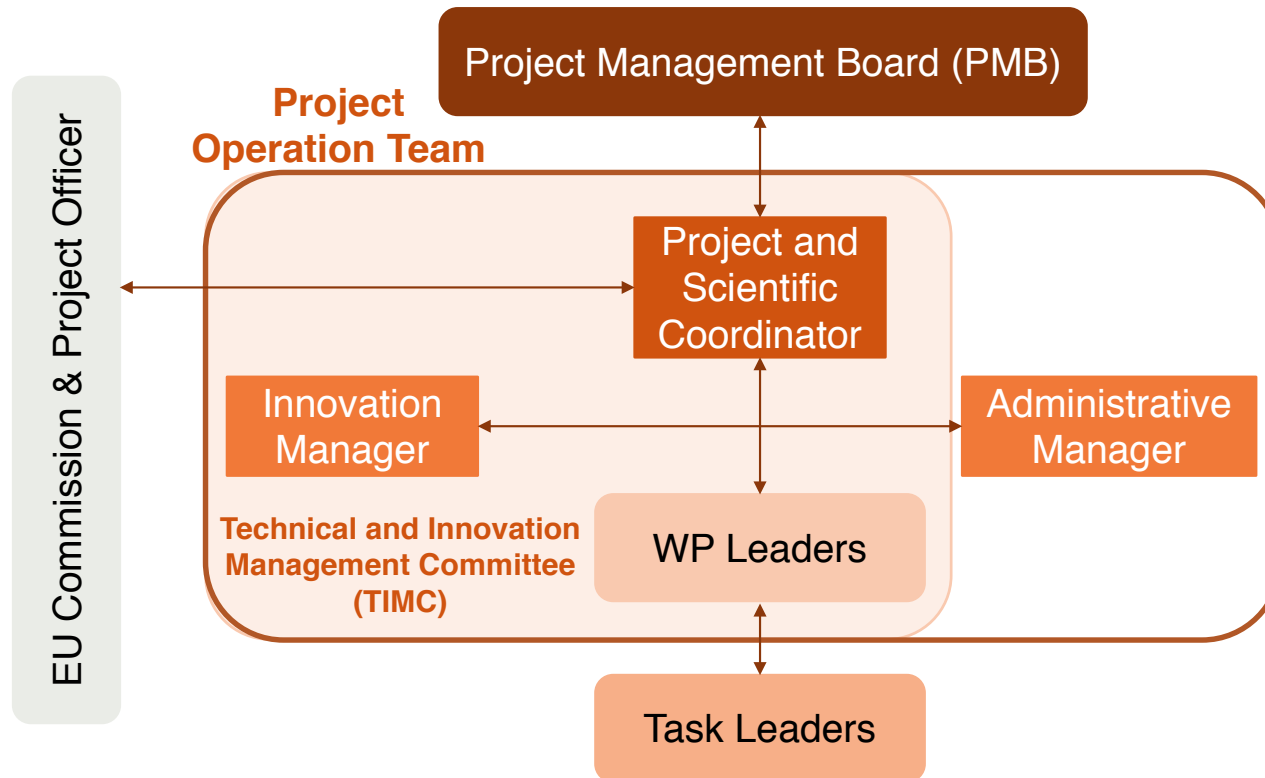 Project Management Board (PMB)
EU Commission & Project Officer
Project
Operation Team
Project and
Scientific
Coordinator
Innovation
Manager
Administrative
Manager
Technical and Innovation
Management Committee
(TIMC)
WP Leaders
Task Leaders